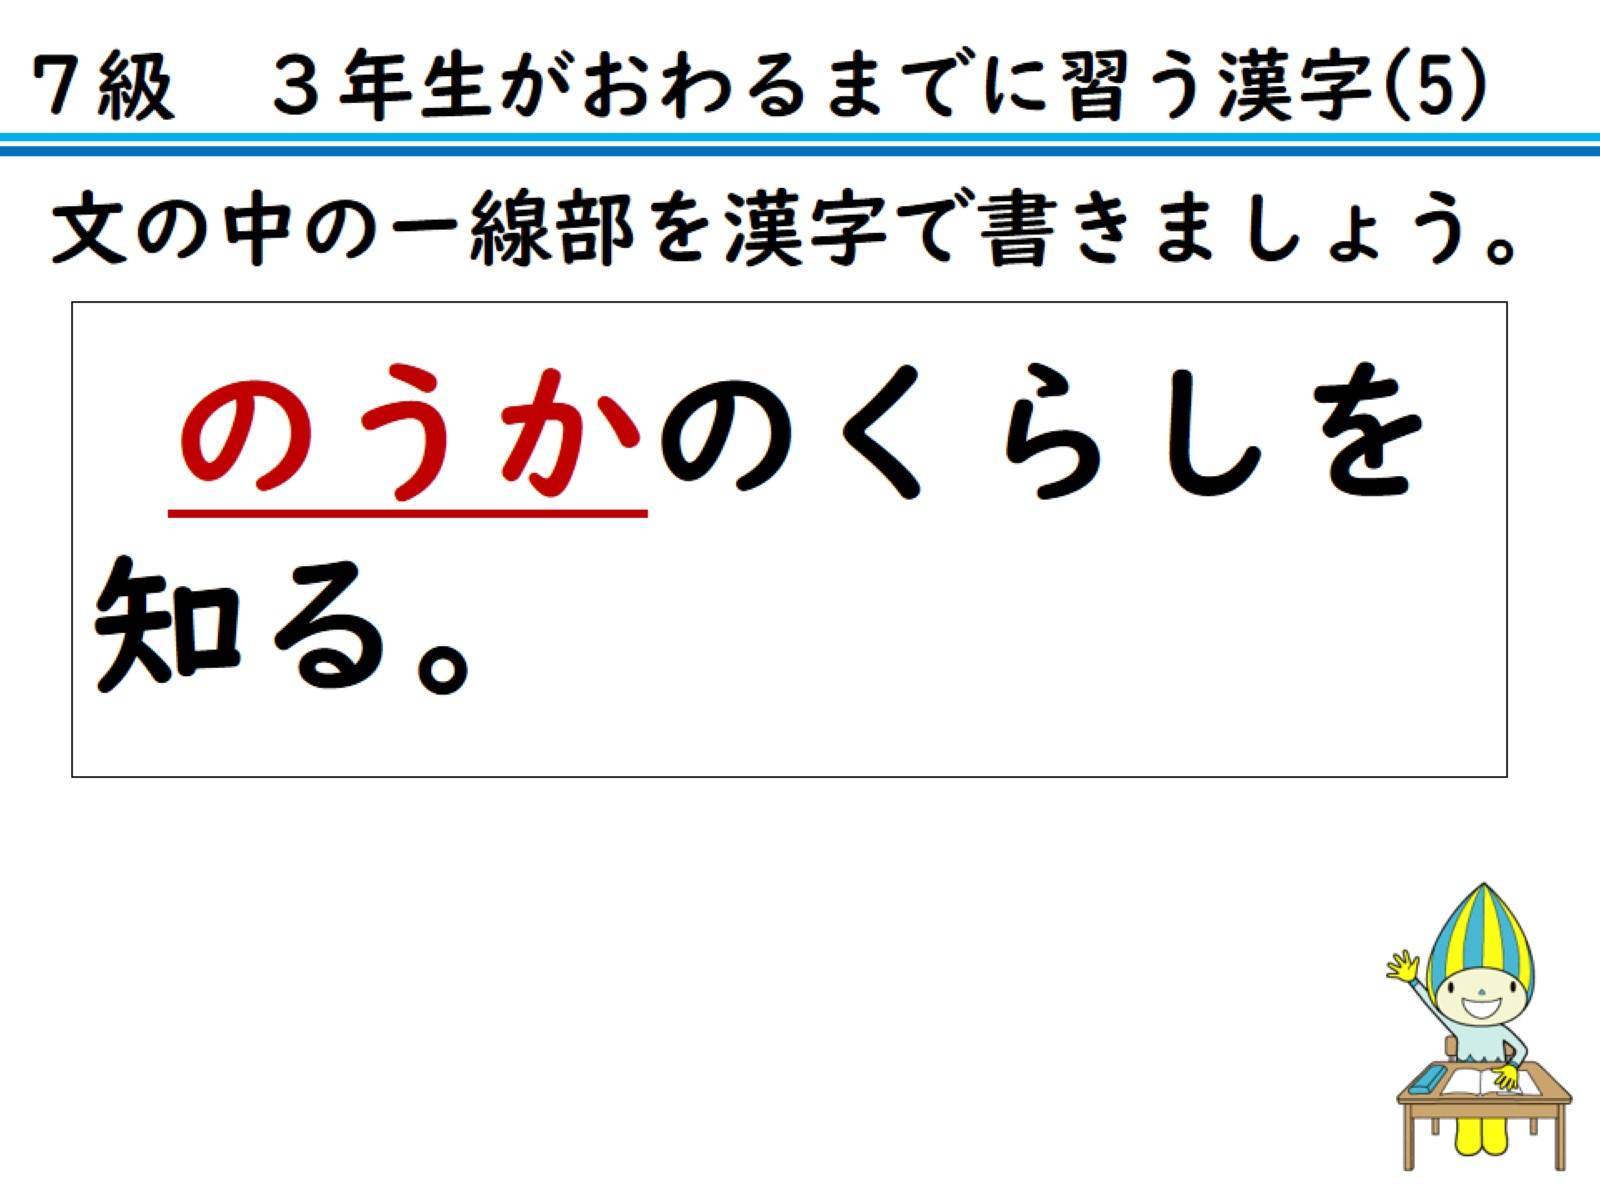 ７級　３年生がおわるまでに習う漢字(5)
文の中の一線部を漢字で書きましょう。
のうかのくらしを
知る。